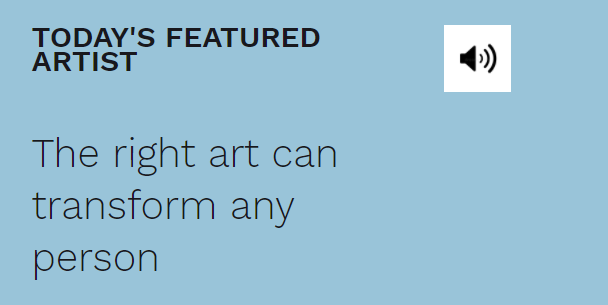 TODAY'S FEATURED
ARTIST
The right art can
transform any
person